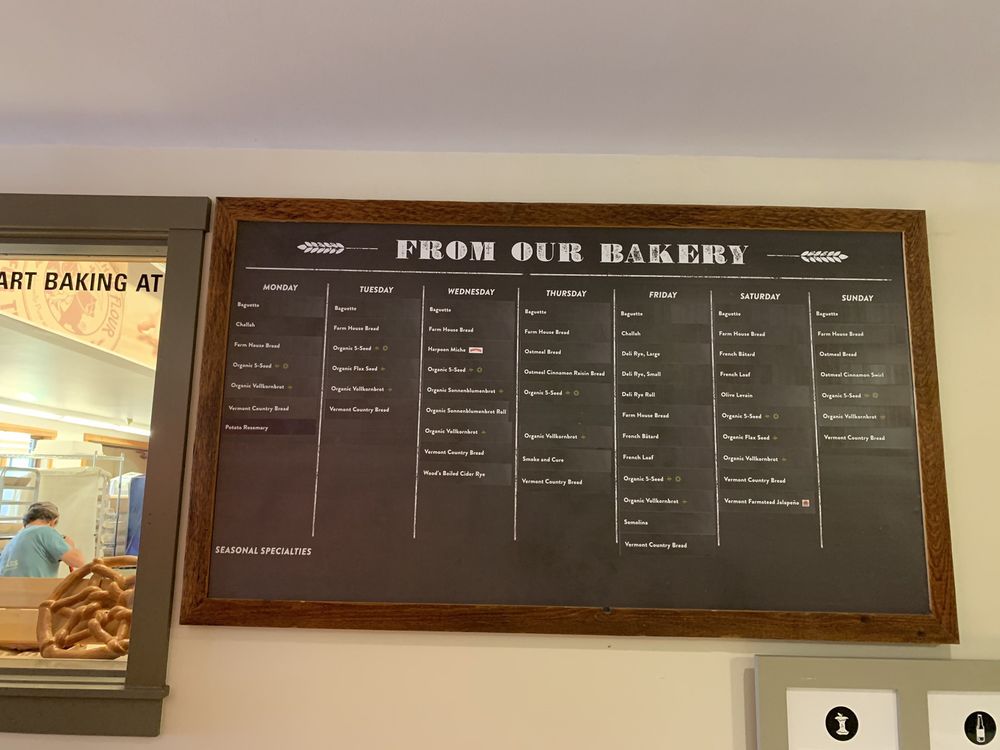 ART BAKING AT
FLOUR
FROM OUR BAKERY
MONDAY
Baguette
Challah
Farm House Bread
Organic 5-Seed
Organic Vollkornbrot
Vermont Country Bread
Potato Rosemary
TUESDAY
Baguette
Farm House Bread
Organic 5-Seed
Organic Flax Seed
Organic Vollkornbrot
Vermont Country Bread
WEDNESDAY
Baguette
Farm House Bread
Harpoon Miche
Organic 5-Seed
Organic Sonnenblumenbrot
Organic Sonnenblumenbrot Roll
Organic Vollkornbrot
Vermont Country Bread
Wood's Boiled Cider Rye
THURSDAY
Baguette
Farm House Bread
Oatmeal Bread
Oatmeal Cinnamon Raisin Bread
Organic 5-Seed
Organic Vollkornbrot
Smoke and Cure
Vermont Country Bread
FRIDAY
Baguette
Challah
Deli Rye, Large
Deli Rye, Small
Deli Rye Roll
Farm House Bread
French Bâtard
French Loaf
Organic 5-Seed
Organic Vollkornbrot
Semolina
Vermont Country Bread
SATURDAY
Baguette
Farm House Bread
French Bâtard
French Loaf
Olive Levain
Organic 5-Seed
Organic Flax Seed
Organic Vollkornbrot
Vermont Country Bread
Vermont Farmstead Jalapeño
SUNDAY
Baguette
Farm House Bread
Oatmeal Bread
Oatmeal Cinnamon Swirl
Organic 5-Seed
Organic Vollkornbrot
Vermont Country Bread
SEASONAL SPECIALTIES